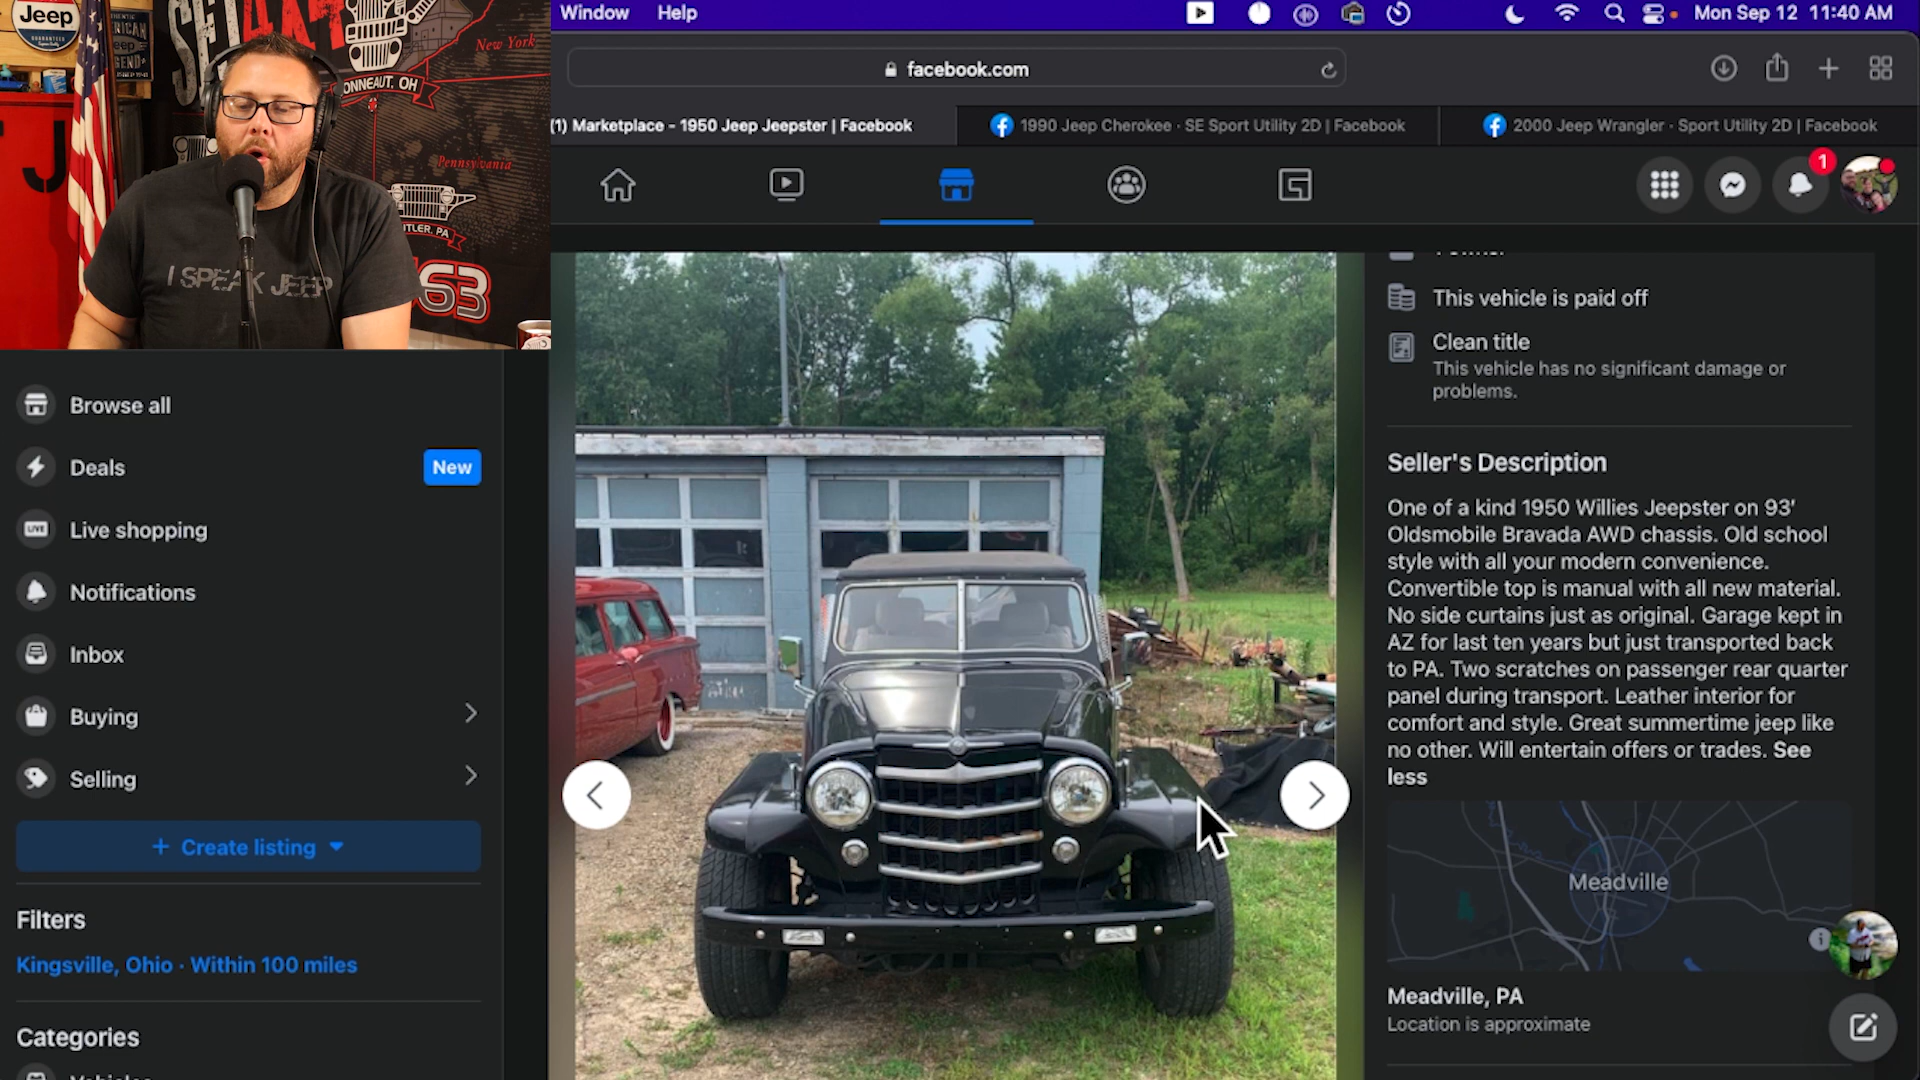 Window Help
Mon Sep 12 11:40 AM
facebook.com
(1) Marketplace - 1950 Jeep Jeepster | Facebook
1990 Jeep Cherokee · SE Sport Utility 2D | Facebook
2000 Jeep Wrangler · Sport Utility 2D | Facebook
1
Jeep
New York
ONNEAUT, OH
Pennsylvania
TLER, PA
63
I SPEAK JEEP
Browse all
Deals
New
LIVE
Live shopping
Notifications
Inbox
Buying
Selling
+ Create listing
Filters
Kingsville, Ohio · Within 100 miles
Categories
This vehicle is paid off
Clean title
This vehicle has no significant damage or
problems.
Seller's Description
One of a kind 1950 Willies Jeepster on 93'
Oldsmobile Bravada AWD chassis. Old school
style with all your modern convenience.
Convertible top is manual with all new material.
No side curtains just as original. Garage kept in
AZ for last ten years but just transported back
to PA. Two scratches on passenger rear quarter
panel during transport. Leather interior for
comfort and style. Great summertime jeep like
no other. Will entertain offers or trades. See
less
Meadville
Meadville, PA
Location is approximate